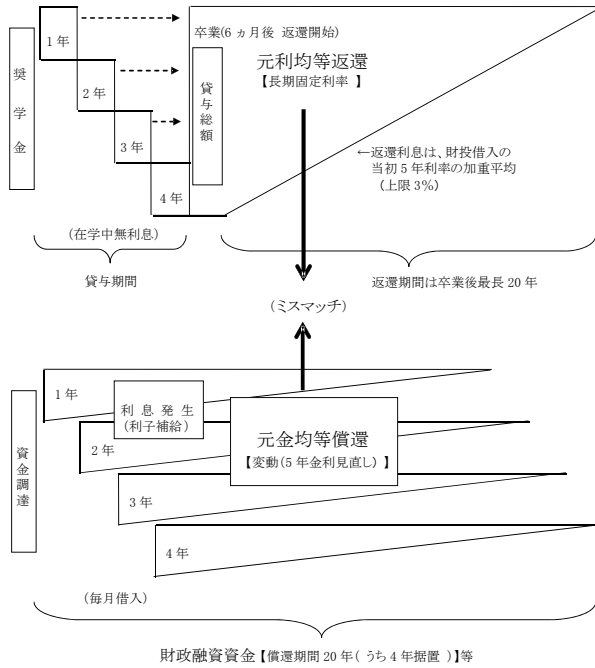 奨学金
1年
2年
3年
4年
卒業(6ヵ月後 返還開始)
貸与総額
元利均等返還
【長期固定利率 】
←返還利息は、財投借入の
当初5年利率の加重平均
(上限3%)
(在学中無利息)
貸与期間
返還期間は卒業後最長20年
(ミスマッチ)
資金調達
1年
2年
3年
4年
利 息 発 生
(利子補給)
元金均等償還
【変動(5年金利見直し) 】
(毎月借入)
財政融資資金【償還期間20年( うち4年据置 )】等